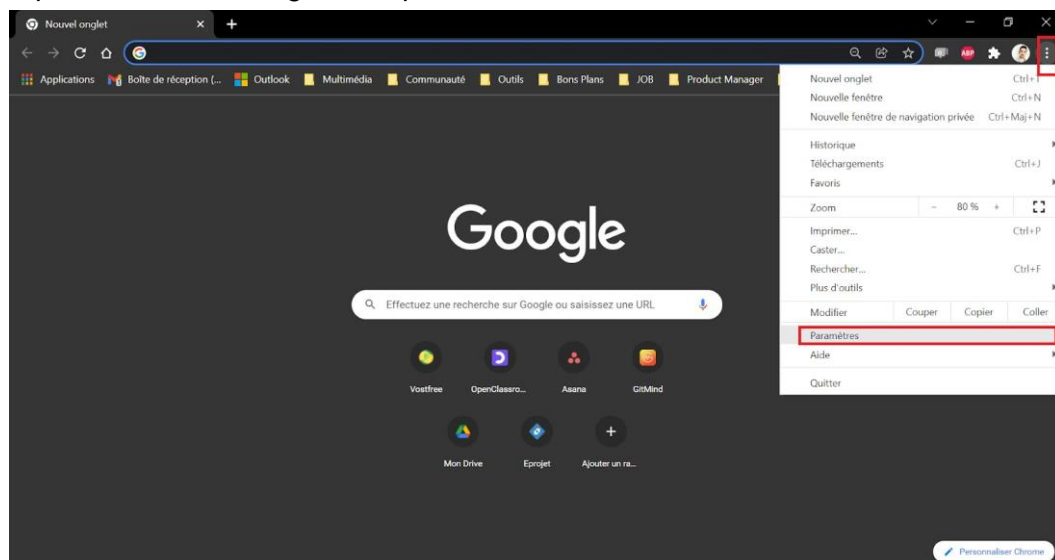 Nouvel onglet
Applications Boîte de réception (... Outlook Multimédia Communauté Outils Bons Plans JOB Product Manager
ABP
Nouvel onglet Ctrl+T
Nouvelle fenêtre Ctrl+N
Nouvelle fenêtre de navigation privée Ctrl+Maj+N
Historique
Téléchargements Ctrl+J
Favoris
Zoom - 80 % +
Imprimer... Ctrl+P
Caster...
Rechercher... Ctrl+F
Plus d'outils
Modifier Couper Copier Coller
Paramètres
Aide
Quitter
Google
Effectuez une recherche sur Google ou saisissez une URL
Vostfree OpenClassro... Asana GitMind
Mon Drive Eprojet Ajouter un ra...
Personnaliser Chrome